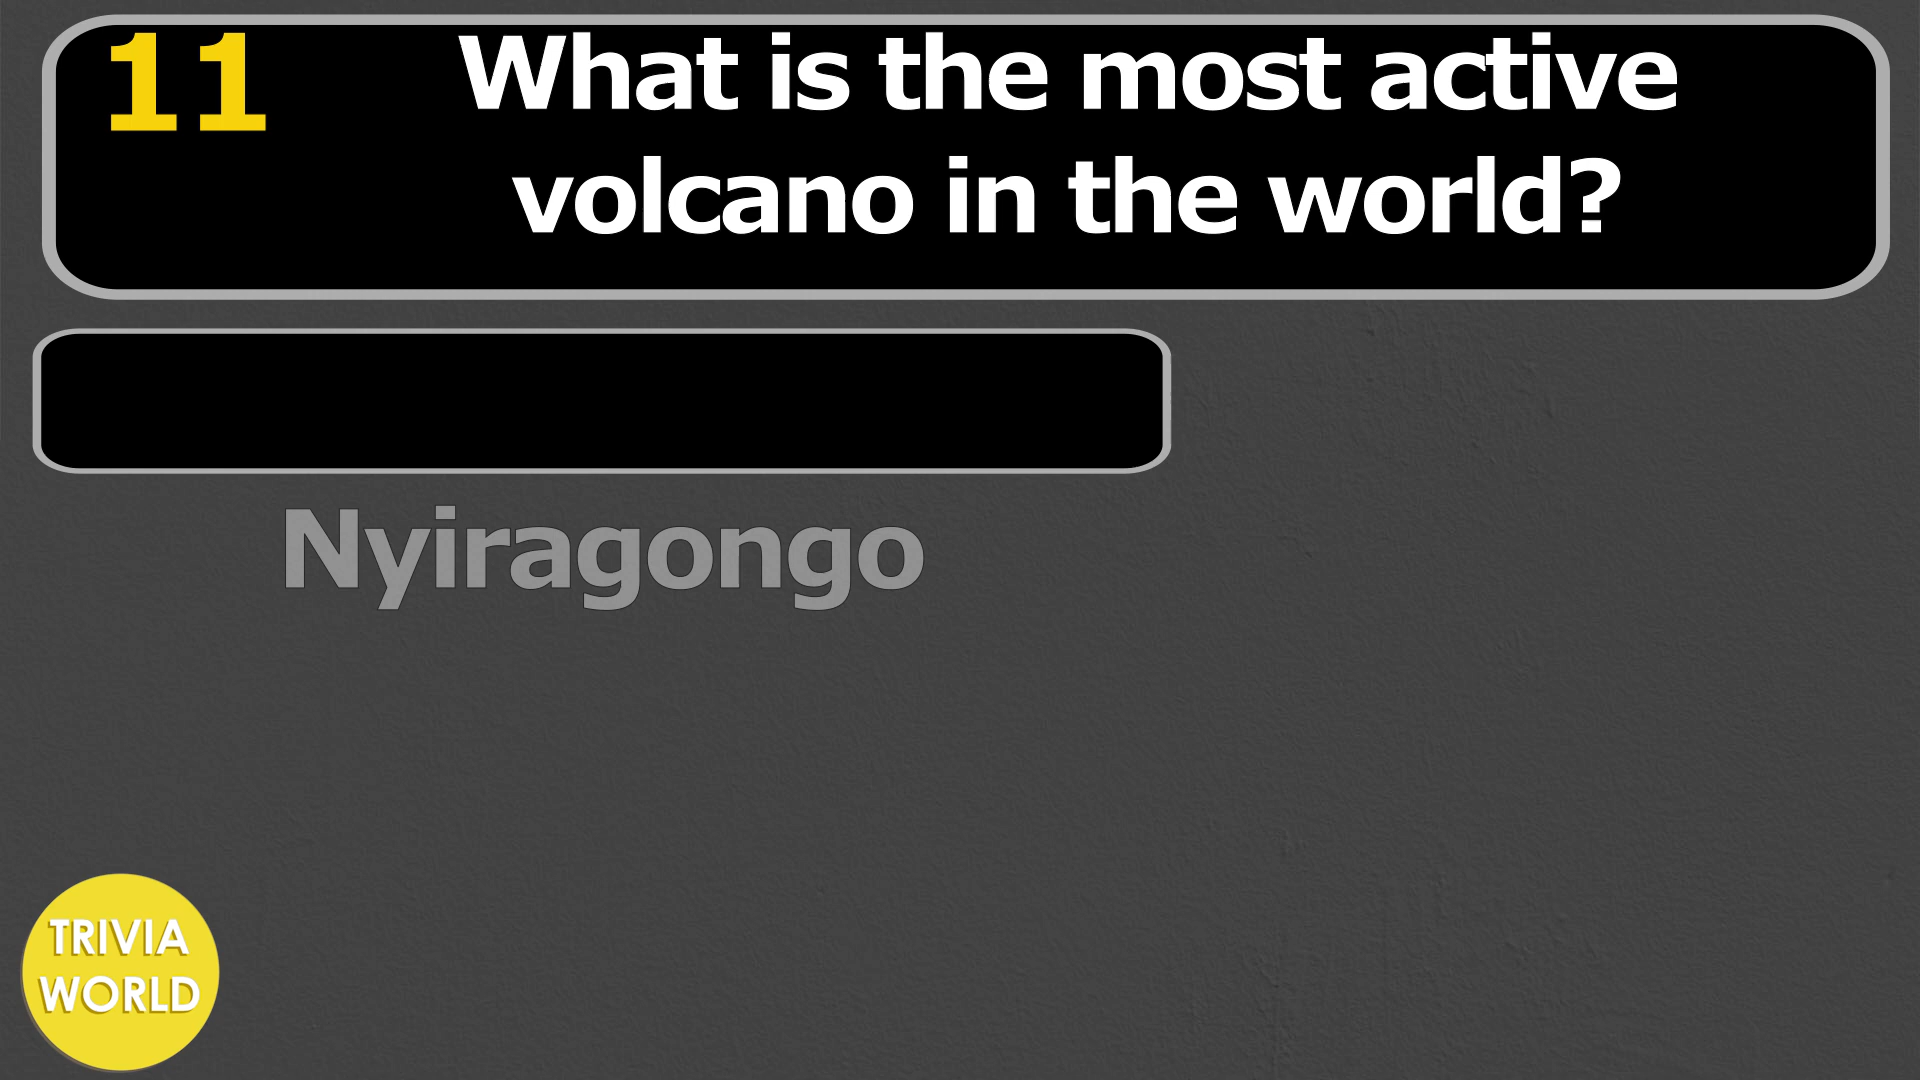 11
What is the most active
volcano in the world?
Nyiragongo
TRIVIA
WORLD